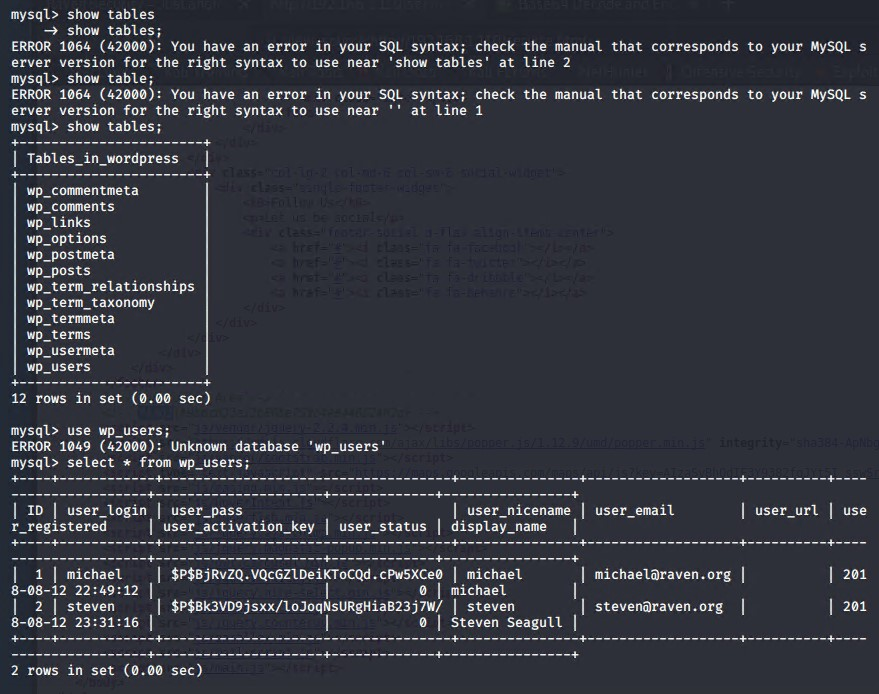 mysql> show tables
    → show tables;
ERROR 1064 (42000): You have an error in your SQL syntax; check the manual that corresponds to your MySQL s
erver version for the right syntax to use near 'show tables' at line 2
mysql> show table;
ERROR 1064 (42000): You have an error in your SQL syntax; check the manual that corresponds to your MySQL s
erver version for the right syntax to use near '' at line 1
mysql> show tables;
+-----------------------+
| Tables_in_wordpress   |
+-----------------------+
| wp_commentmeta        |
| wp_comments           |
| wp_links              |
| wp_options            |
| wp_postmeta           |
| wp_posts              |
| wp_term_relationships |
| wp_term_taxonomy      |
| wp_termmeta           |
| wp_terms              |
| wp_usermeta           |
| wp_users              |
+-----------------------+
12 rows in set (0.00 sec)
mysql> use wp_users;
ERROR 1049 (42000): Unknown database 'wp_users'
mysql> select * from wp_users;
+----+------------+------------------------------------+---------------+-------------------+----------+----
-----------------+---------------------+-------------+----------------+
| ID | user_login | user_pass                          | user_nicename | user_email        | user_url | use
r_registered     | user_activation_key | user_status | display_name   |
+----+------------+------------------------------------+---------------+-------------------+----------+----
-----------------+---------------------+-------------+----------------+
|  1 | michael    | $P$BjRvZQ.VQcGZlDeiKToCQd.cPw5XCe0 | michael       | michael@raven.org |          | 201
8-08-12 22:49:12 |                     |           0 | michael        |
|  2 | steven     | $P$Bk3VD9jsxx/loJoqNsURgHiaB23j7W/ | steven        | steven@raven.org  |          | 201
8-08-12 23:31:16 |                     |           0 | Steven Seagull |
+----+------------+------------------------------------+---------------+-------------------+----------+----
-----------------+---------------------+-------------+----------------+
2 rows in set (0.00 sec)